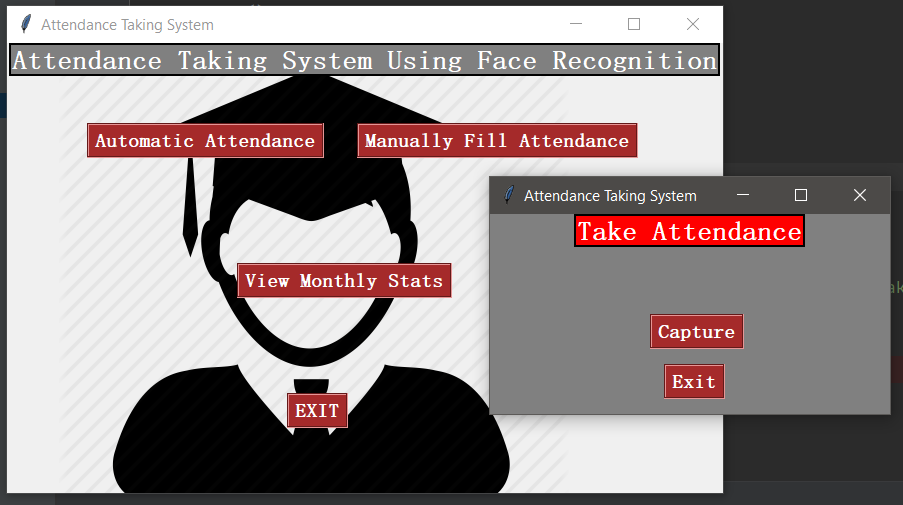 Attendance Taking System
Attendance Taking System Using Face Recognition
Automatic Attendance
Manually Fill Attendance
View Monthly Stats
EXIT
Attendance Taking System
Take Attendance
Capture
Exit